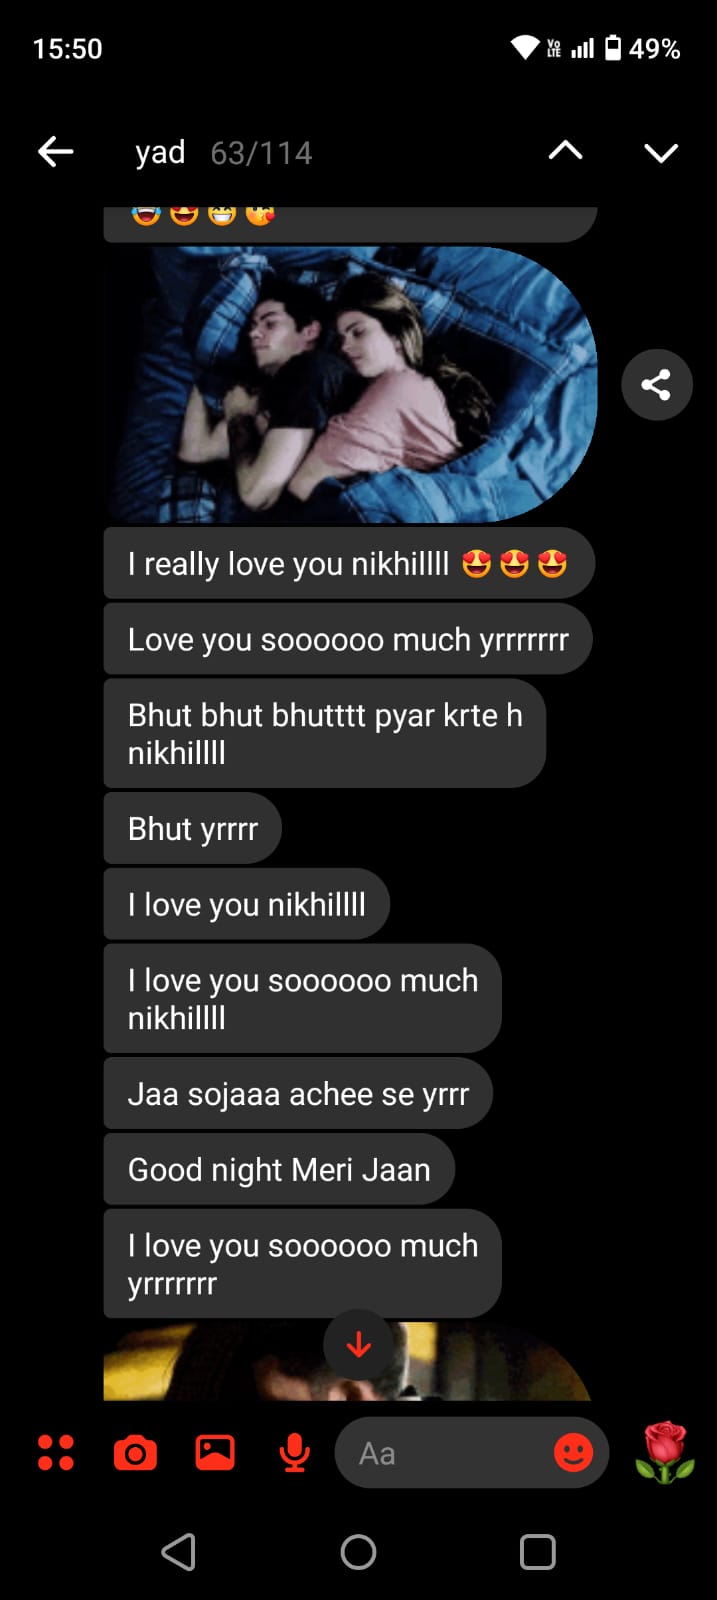 15:50
Vo LTE
49%
yad 63/114
😂😍😁😘
I really love you nikhillll 😍😍😍
Love you soooooo much yrrrrrrr
Bhut bhut bhutttt pyar krte h
nikhillll
Bhut yrrrr
I love you nikhillll
I love you soooooo much
nikhillll
Jaa sojaaa achee se yrrr
Good night Meri Jaan
I love you soooooo much
yrrrrrrr
Aa